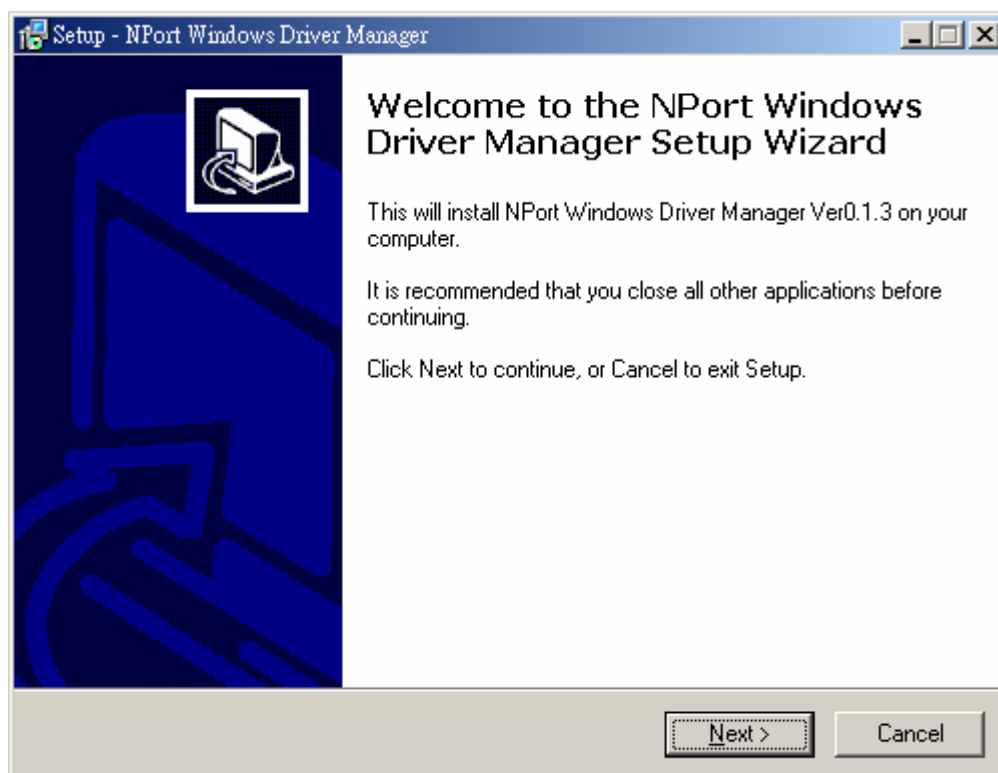 Setup - NPort Windows Driver Manager
Welcome to the NPort Windows
Driver Manager Setup Wizard
This will install NPort Windows Driver Manager Ver0.1.3 on your
computer.
It is recommended that you close all other applications before
continuing.
Click Next to continue, or Cancel to exit Setup.
Next >
Cancel